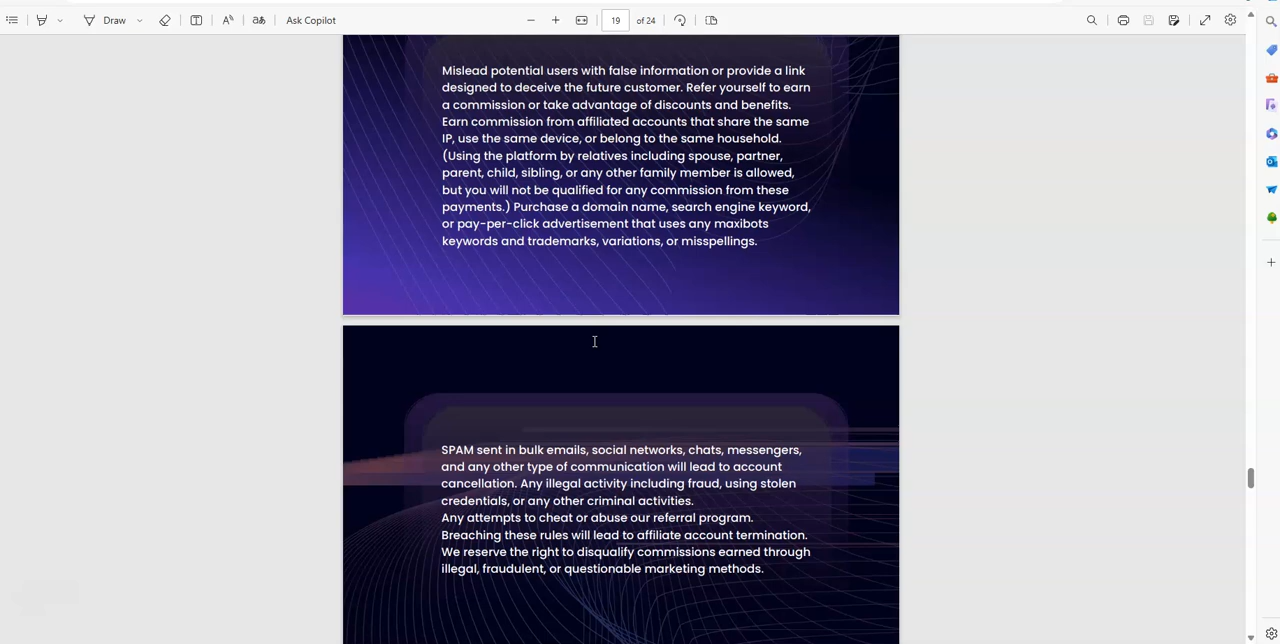 Draw
Ask Copilot
19 of 24
Mislead potential users with false information or provide a link
designed to deceive the future customer. Refer yourself to earn
a commission or take advantage of discounts and benefits.
Earn commission from affiliated accounts that share the same
IP, use the same device, or belong to the same household.
(Using the platform by relatives including spouse, partner,
parent, child, sibling, or any other family member is allowed,
but you will not be qualified for any commission from these
payments.) Purchase a domain name, search engine keyword,
or pay-per-click advertisement that uses any maxibots
keywords and trademarks, variations, or misspellings.
SPAM sent in bulk emails, social networks, chats, messengers,
and any other type of communication will lead to account
cancellation. Any illegal activity including fraud, using stolen
credentials, or any other criminal activities.
Any attempts to cheat or abuse our referral program.
Breaching these rules will lead to affiliate account termination.
We reserve the right to disqualify commissions earned through
illegal, fraudulent, or questionable marketing methods.